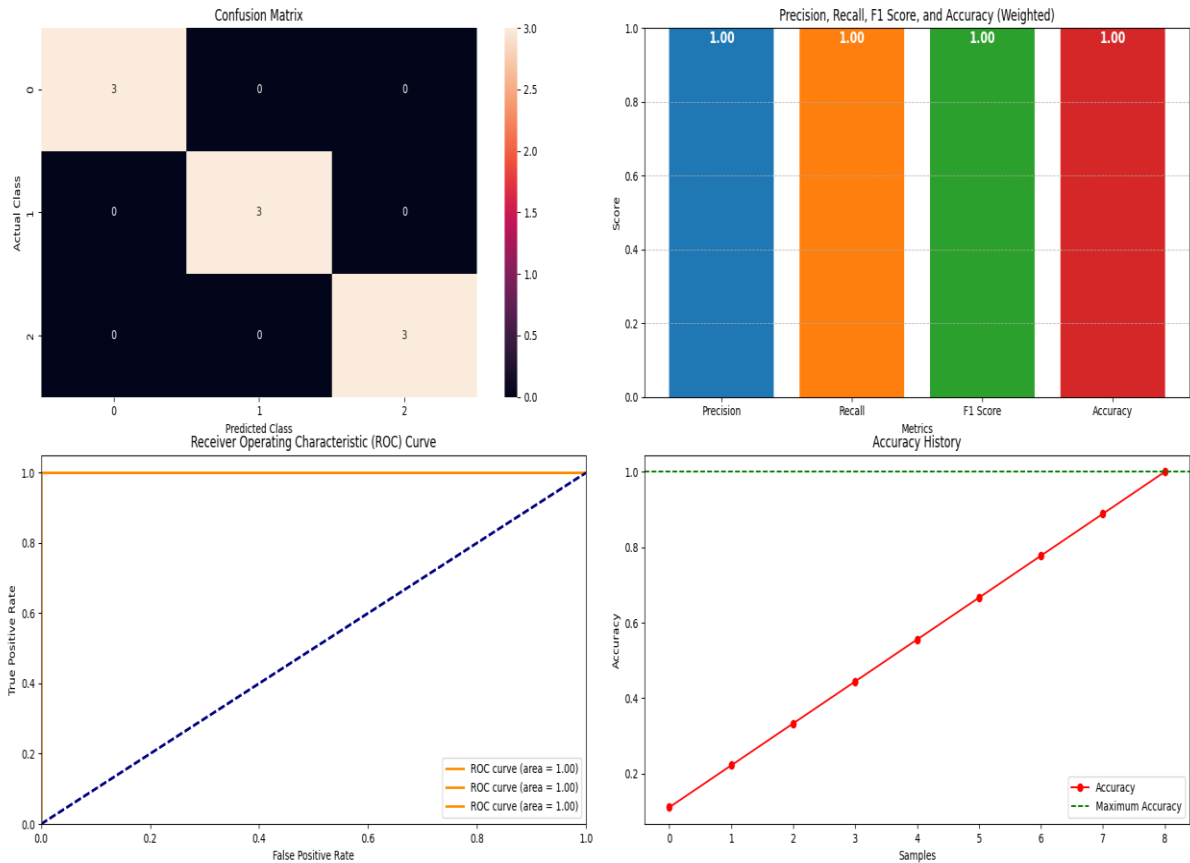 Confusion Matrix
3 0 0
0 3 0
0 0 3
0
1
2
Actual Class
0 1 2
Predicted Class
3.0
2.5
2.0
1.5
1.0
0.5
0.0
Precision, Recall, F1 Score, and Accuracy (Weighted)
1.00 1.00 1.00 1.00
1.0
0.8
0.6
0.4
0.2
0.0
Score
Precision Recall F1 Score Accuracy
Metrics
Receiver Operating Characteristic (ROC) Curve
1.0
0.8
0.6
0.4
0.2
0.0
True Positive Rate
ROC curve (area = 1.00)
ROC curve (area = 1.00)
ROC curve (area = 1.00)
0.0 0.2 0.4 0.6 0.8 1.0
False Positive Rate
Accuracy History
1.0
0.8
0.6
0.4
0.2
Accuracy
Accuracy
Maximum Accuracy
0 1 2 3 4 5 6 7 8
Samples